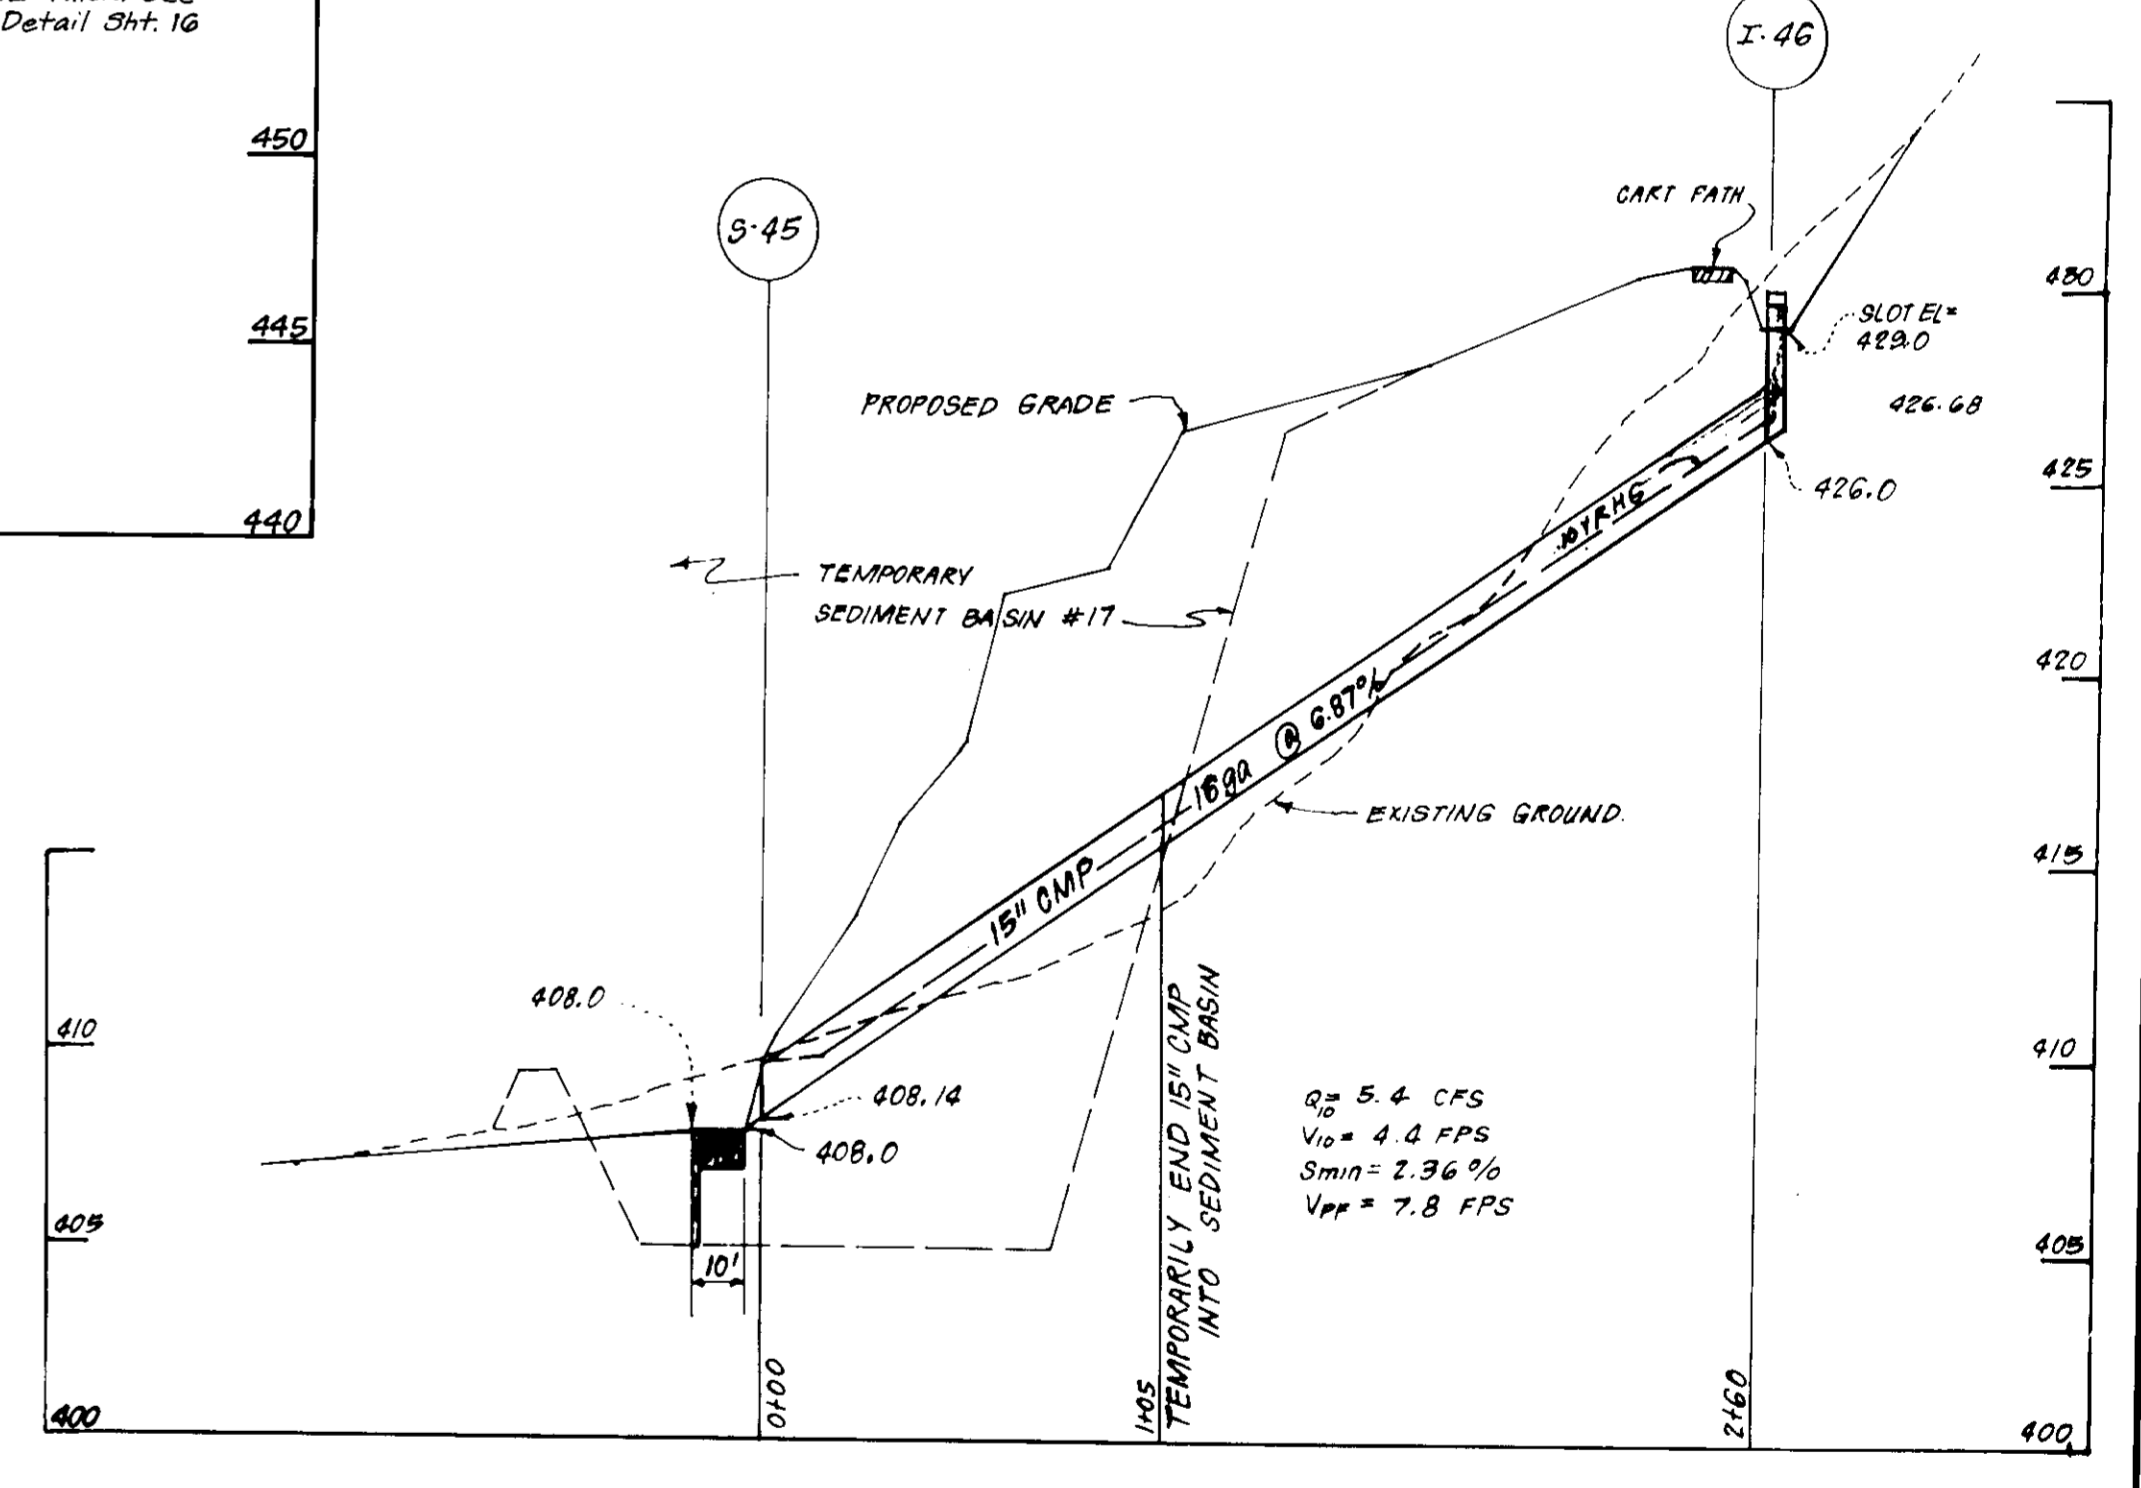 Detail Sht. 16
450
445
440
S-45
I-46
CART PATH
430
SLOT EL=
429.0
426.68
425
426.0
PROPOSED GRADE
TEMPORARY
SEDIMENT BASIN #17
10 YR HG
420
15" CMP 16ga @ 6.87%
EXISTING GROUND.
415
408.0
410
408.14
408.0
410
Q10= 5.4 CFS
V10= 4.4 FPS
Smin= 2.36%
VPF= 7.8 FPS
405
405
10'
TEMPORARILY END 15" CMP
INTO SEDIMENT BASIN
0+00
1+05
2+60
400
400